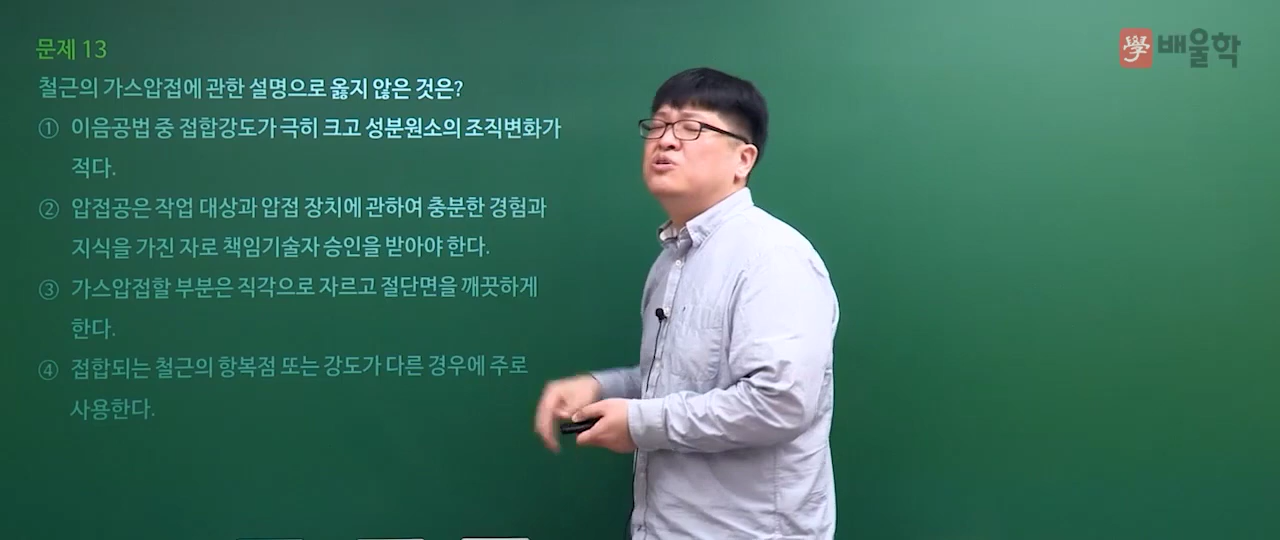 문제 13
學 배울학
철근의 가스압접에 관한 설명으로 옳지 않은 것은?
① 이음공법 중 접합강도가 극히 크고 성분원소의 조직변화가
적다.
② 압접공은 작업 대상과 압접 장치에 관하여 충분한 경험과
지식을 가진 자로 책임기술자 승인을 받아야 한다.
③ 가스압접할 부분은 직각으로 자르고 절단면을 깨끗하게
한다.
④ 접합되는 철근의 항복점 또는 강도가 다른 경우에 주로
사용한다.